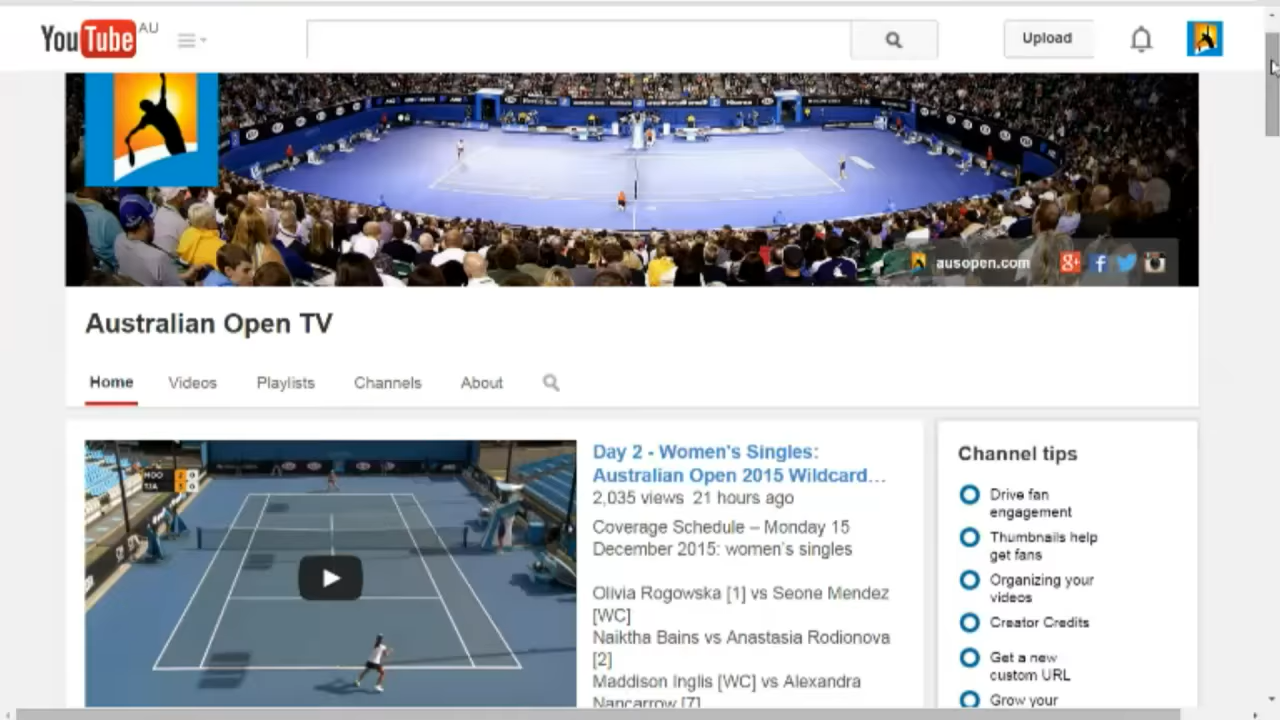 YouTube AU
Upload
ausopen.com
Australian Open TV
Home Videos Playlists Channels About
Day 2 - Women's Singles:
Australian Open 2015 Wildcard...
2,035 views 21 hours ago
Coverage Schedule – Monday 15
December 2015: women's singles
Olivia Rogowska [1] vs Seone Mendez
[WC]
Naiktha Bains vs Anastasia Rodionova
[2]
Maddison Inglis [WC] vs Alexandra
Nancarrow [7]
Channel tips
Drive fan
engagement
Thumbnails help
get fans
Organizing your
videos
Creator Credits
Get a new
custom URL
Grow your